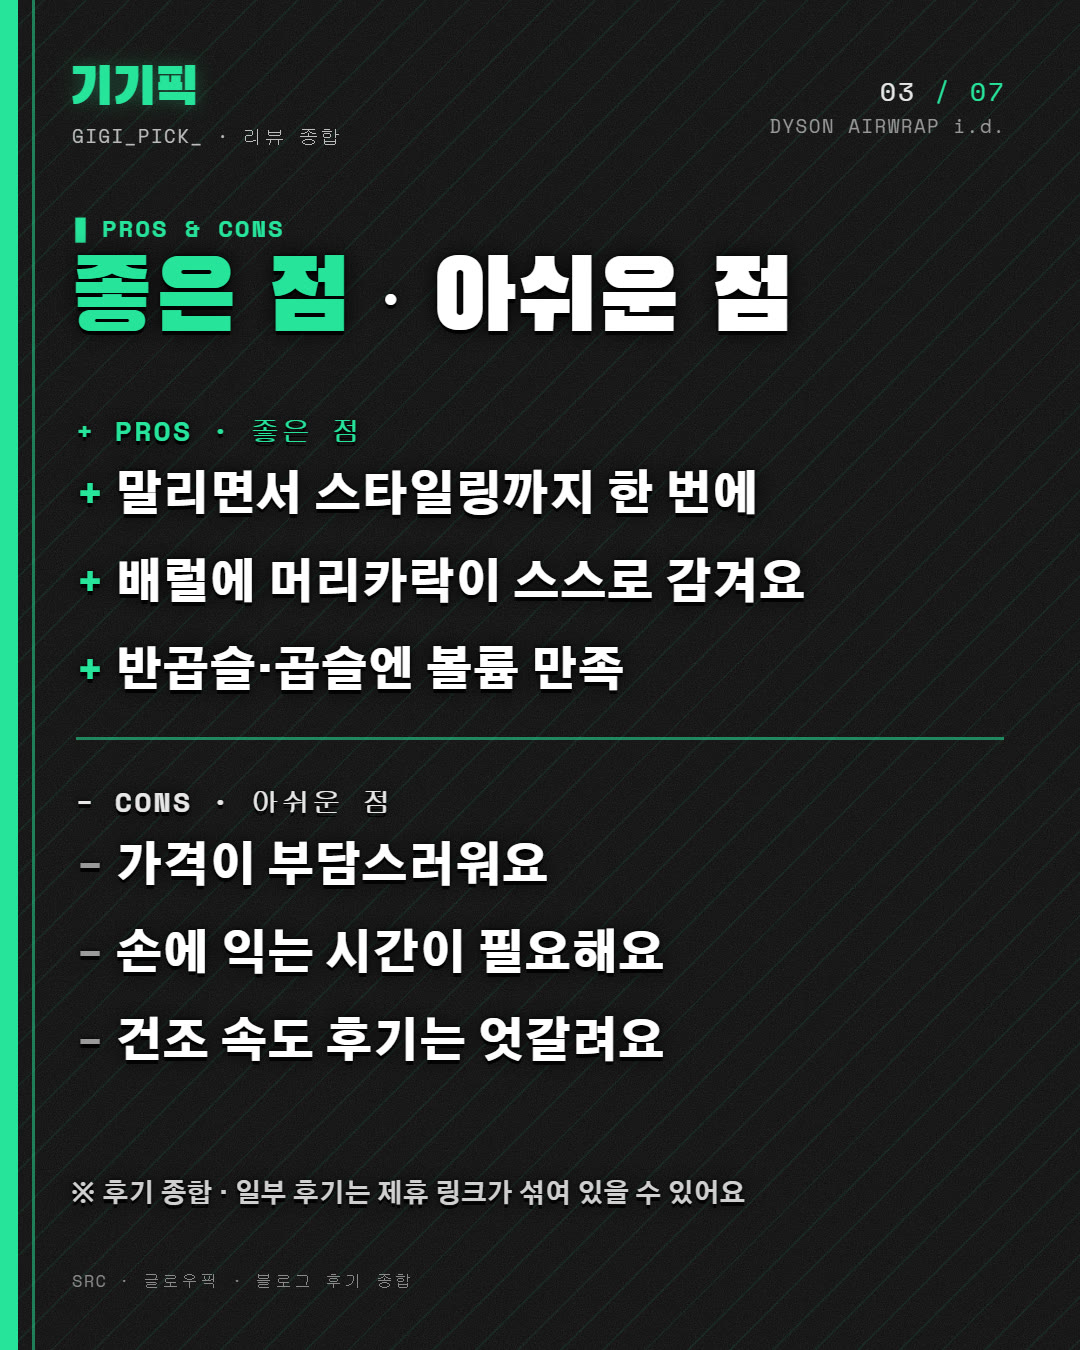 기기픽
GIGI_PICK_ · 리뷰 종합
03 / 07
DYSON AIRWRAP i.d.
PROS & CONS
좋은 점 · 아쉬운 점
+ PROS · 좋은 점
+ 말리면서 스타일링까지 한 번에
+ 배럴에 머리카락이 스스로 감겨요
+ 반곱슬·곱슬엔 볼륨 만족
- CONS · 아쉬운 점
- 가격이 부담스러워요
- 손에 익는 시간이 필요해요
- 건조 속도 후기는 엇갈려요
※ 후기 종합 · 일부 후기는 제휴 링크가 섞여 있을 수 있어요
SRC · 글로우픽 · 블로그 후기 종합